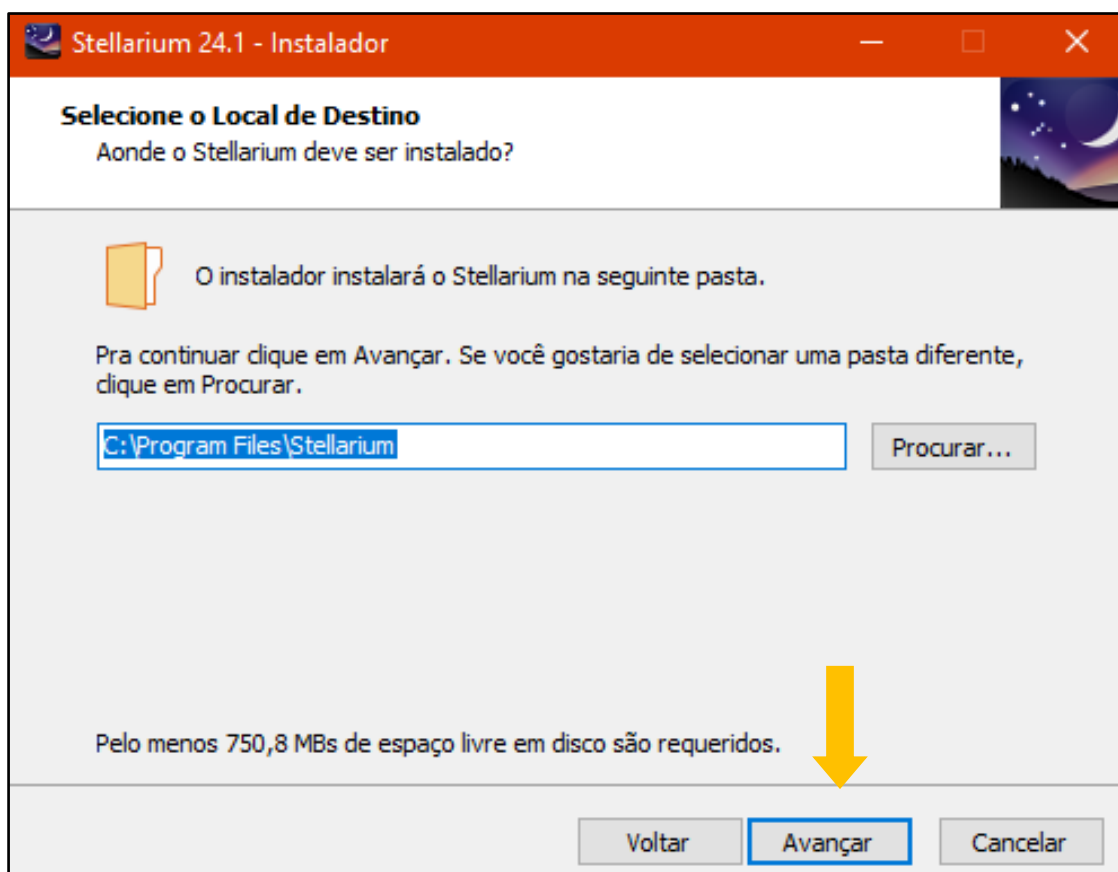 Stellarium 24.1 - Instalador
Selecione o Local de Destino
Aonde o Stellarium deve ser instalado?
O instalador instalará o Stellarium na seguinte pasta.
Pra continuar clique em Avançar. Se você gostaria de selecionar uma pasta diferente,
clique em Procurar.
C:\Program Files\Stellarium
Procurar...
Pelo menos 750,8 MBs de espaço livre em disco são requeridos.
Voltar
Avançar
Cancelar